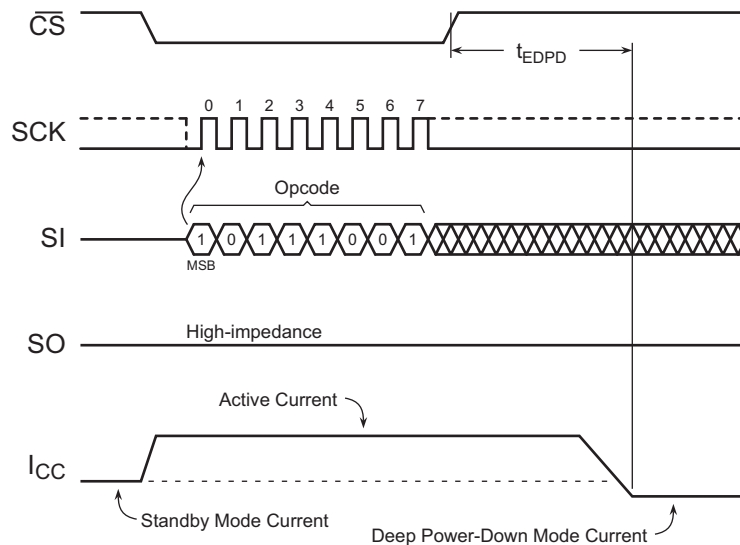 CS
tEDPD
0 1 2 3 4 5 6 7
SCK
Opcode
SI
1 0 1 1 1 0 0 1
MSB
High-impedance
SO
Active Current
ICC
Standby Mode Current
Deep Power-Down Mode Current